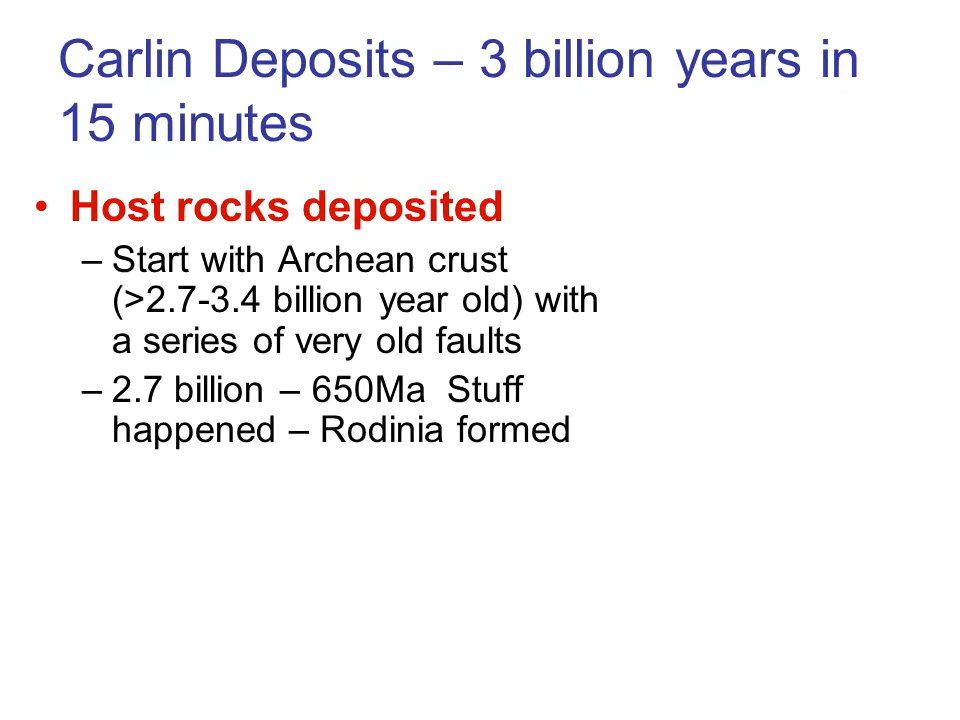 Carlin Deposits – 3 billion years in
15 minutes
• Host rocks deposited
– Start with Archean crust
(>2.7-3.4 billion year old) with
a series of very old faults
– 2.7 billion – 650Ma  Stuff
happened – Rodinia formed